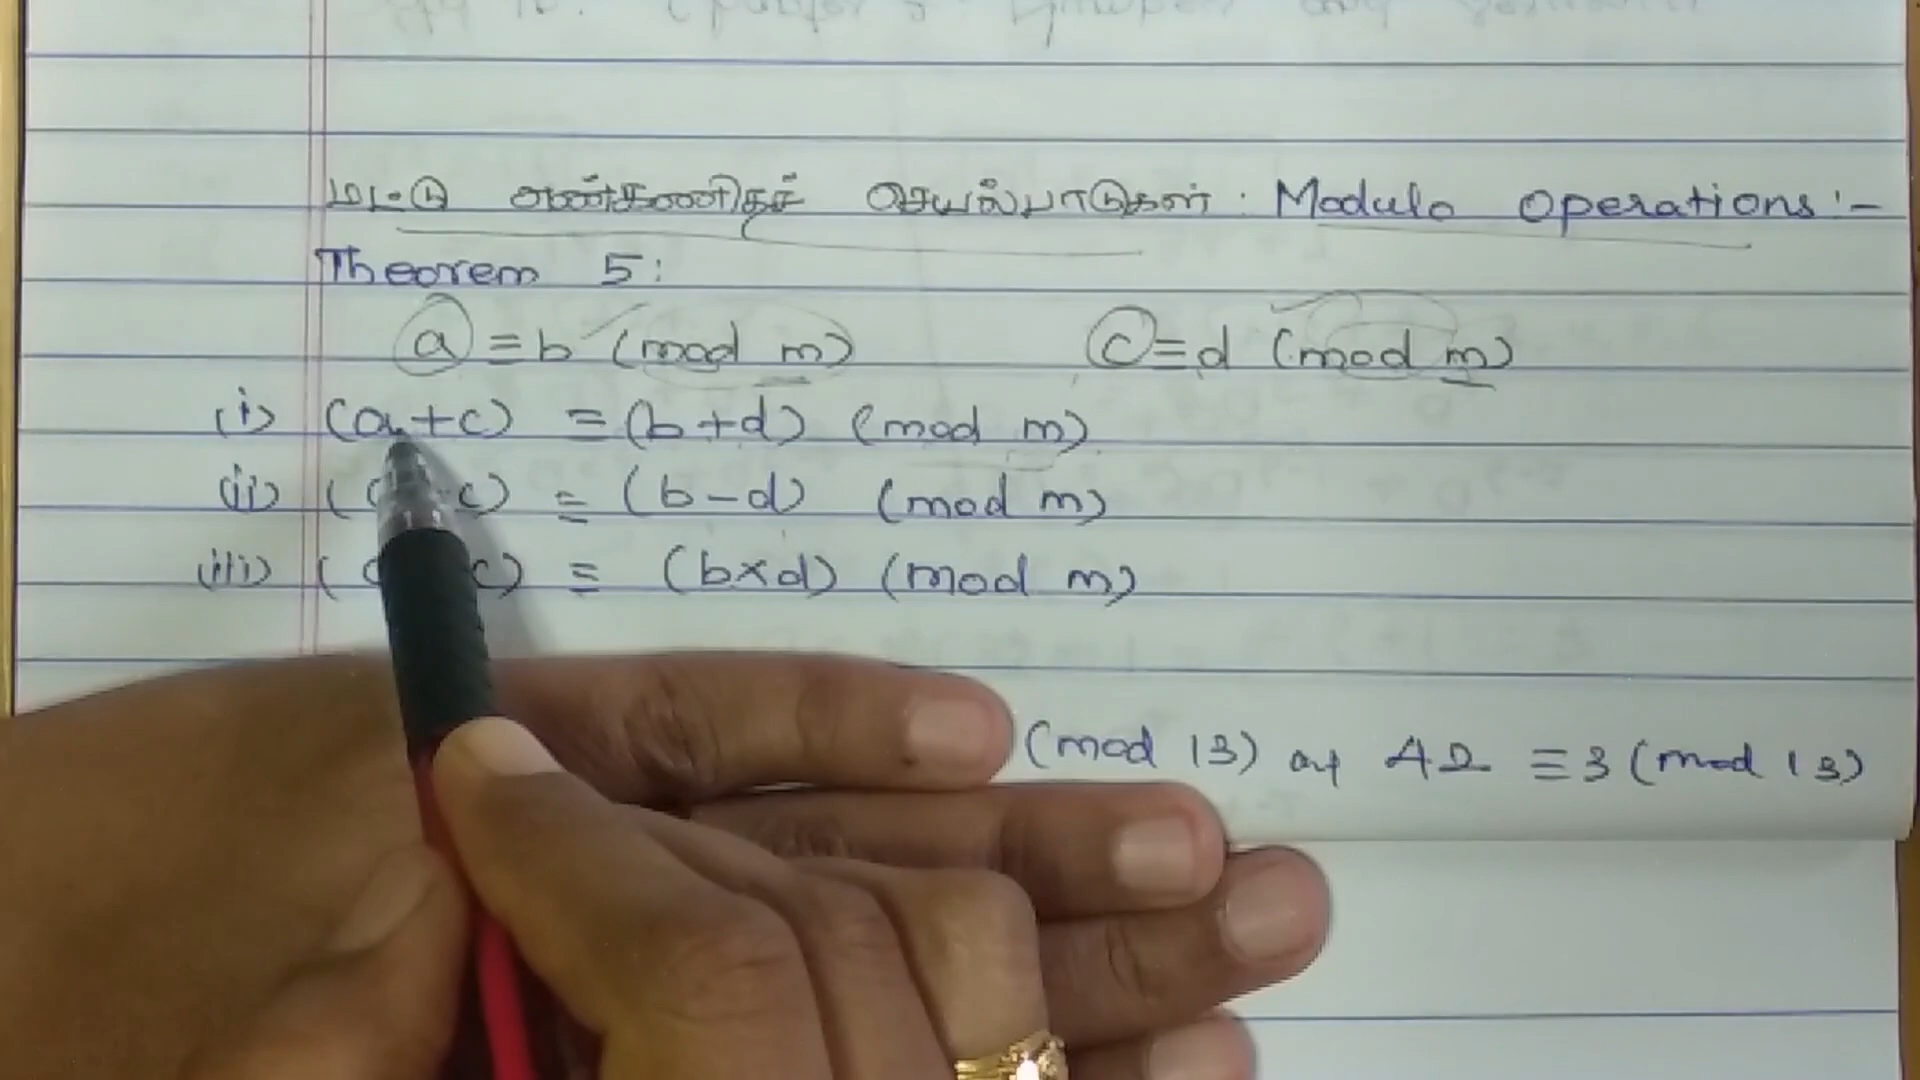 மட்டு எண்கணிதச் செயல்பாடுகள் : Modulo Operations :-
Theorem 5:
a ≡ b (mod m) c ≡ d (mod m)
(i) (a+c) ≡ (b+d) (mod m)
(ii) ( c) ≡ (b-d) (mod m)
(iii) ( c) ≡ (b×d) (mod m)
(mod 13) 42 ≡ 3 (mod 13)